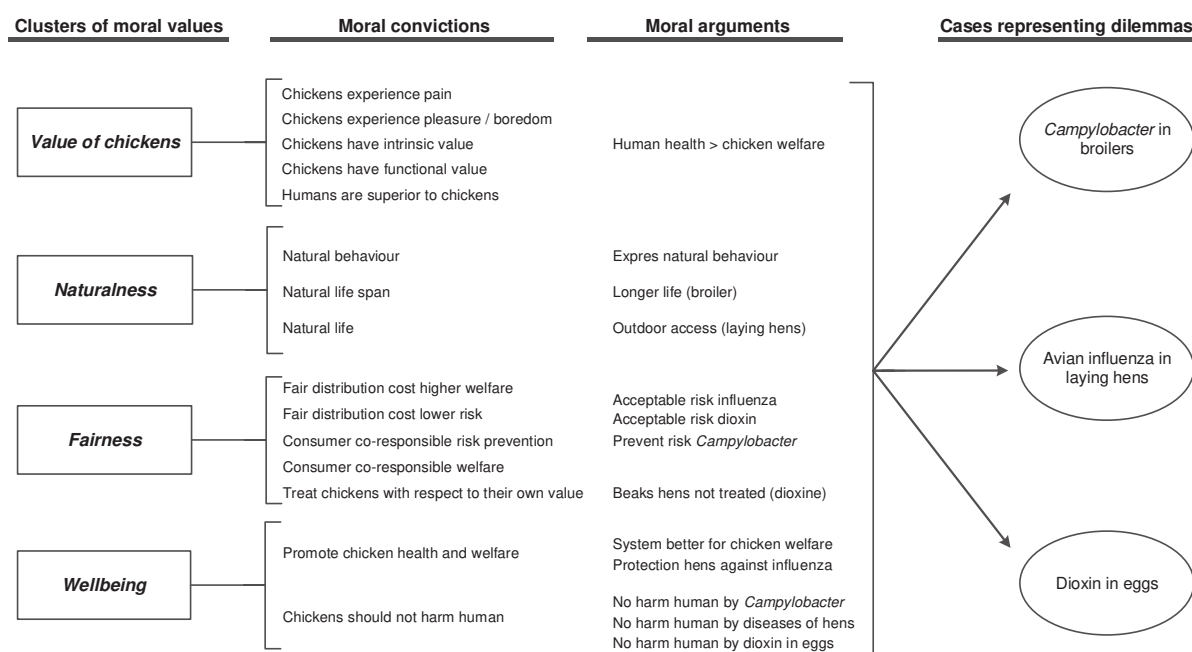 Clusters of moral values
Moral convictions
Moral arguments
Cases representing dilemmas
Value of chickens
Chickens experience pain
Chickens experience pleasure / boredom
Chickens have intrinsic value
Chickens have functional value
Humans are superior to chickens
Human health > chicken welfare
Campylobacter in
broilers
Naturalness
Natural behaviour
Natural life span
Natural life
Expres natural behaviour
Longer life (broiler)
Outdoor access (laying hens)
Avian influenza in
laying hens
Fairness
Fair distribution cost higher welfare
Fair distribution cost lower risk
Consumer co-responsible risk prevention
Consumer co-responsible welfare
Treat chickens with respect to their own value
Acceptable risk influenza
Acceptable risk dioxin
Prevent risk Campylobacter
Beaks hens not treated (dioxine)
Wellbeing
Promote chicken health and welfare
Chickens should not harm human
System better for chicken welfare
Protection hens against influenza
No harm human by Campylobacter
No harm human by diseases of hens
No harm human by dioxin in eggs
Dioxin in eggs